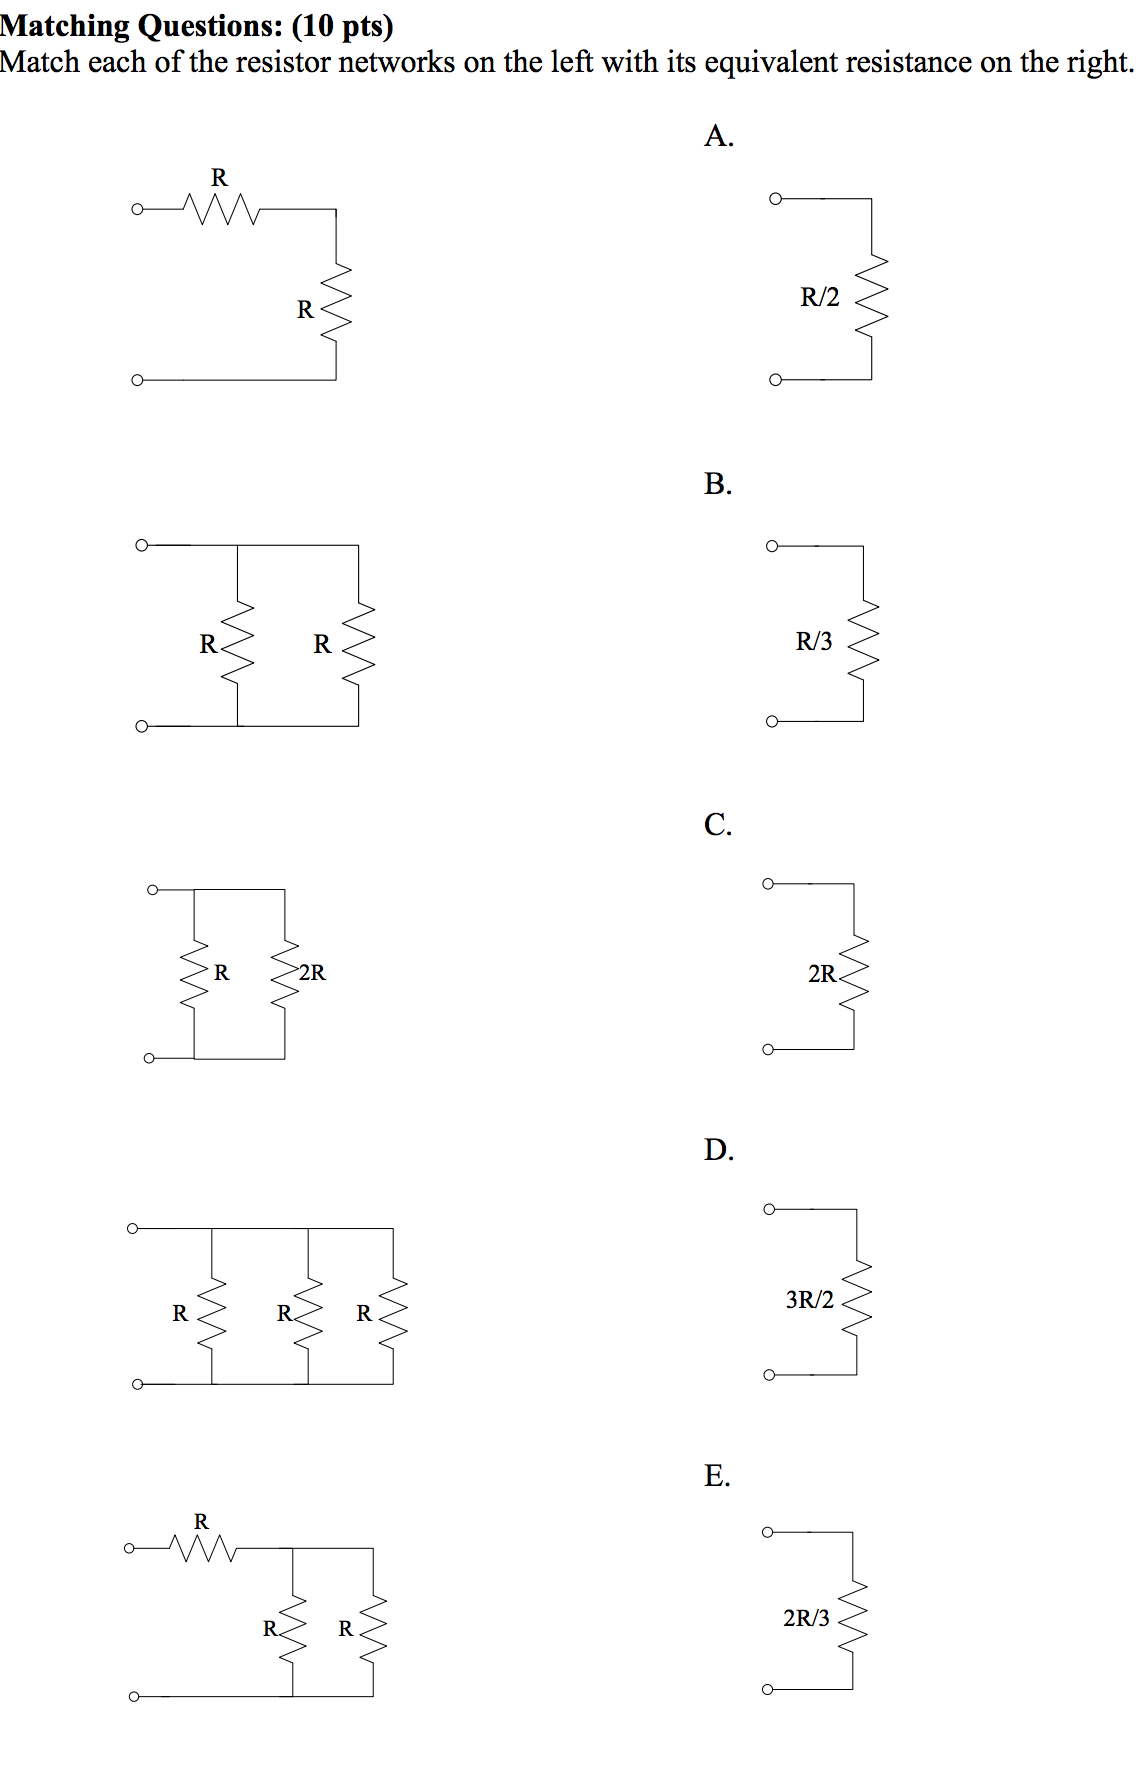 Matching Questions: (10 pts)
Match each of the resistor networks on the left with its equivalent resistance on the right.
A.
R
R
R/2
B.
R
R
R/3
C.
R
2R
2R
D.
R
R
R
3R/2
E.
R
R
R
2R/3